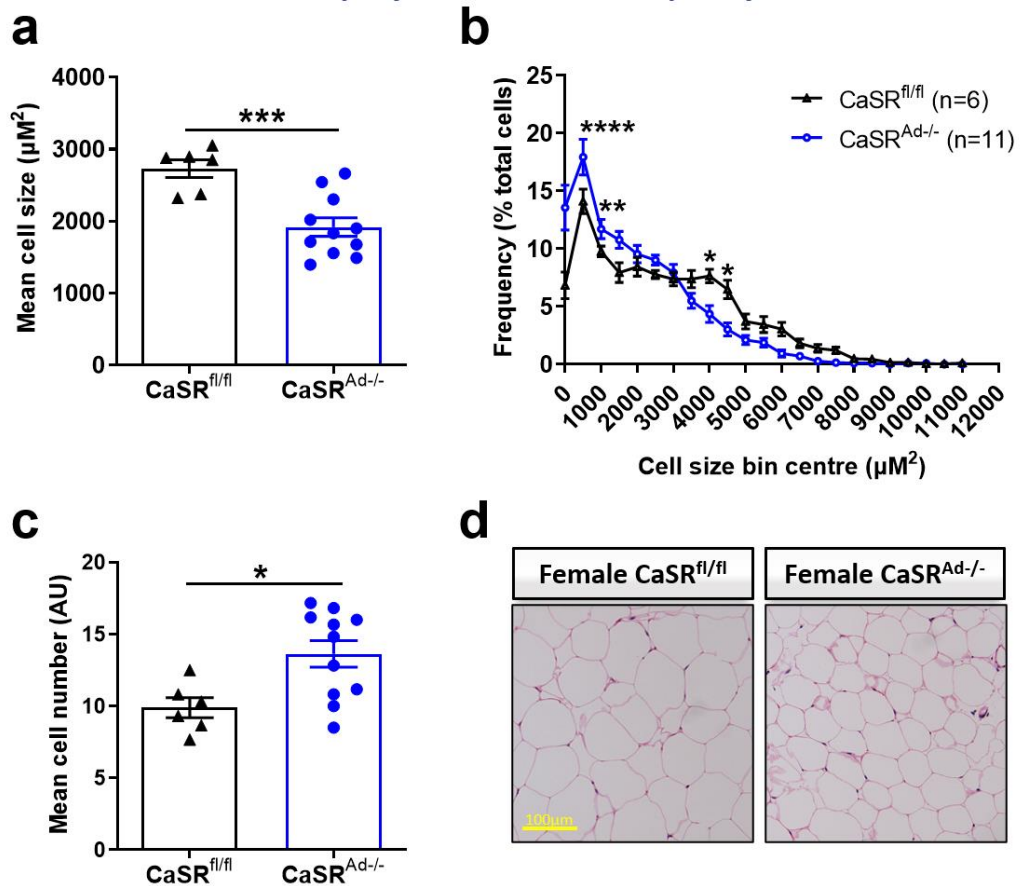 a
4000
3000
2000
1000
0
Mean cell size (µM²)
***
CaSR^fl/fl
CaSR^Ad-/-
b
25
20
15
10
5
0
Frequency (% total cells)
****
**
*
*
CaSR^fl/fl (n=6)
CaSR^Ad-/- (n=11)
0
1000
2000
3000
4000
5000
6000
7000
8000
9000
10000
11000
12000
Cell size bin centre (µM²)
c
20
15
10
5
0
Mean cell number (AU)
*
CaSR^fl/fl
CaSR^Ad-/-
d
Female CaSR^fl/fl
Female CaSR^Ad-/-
100µm